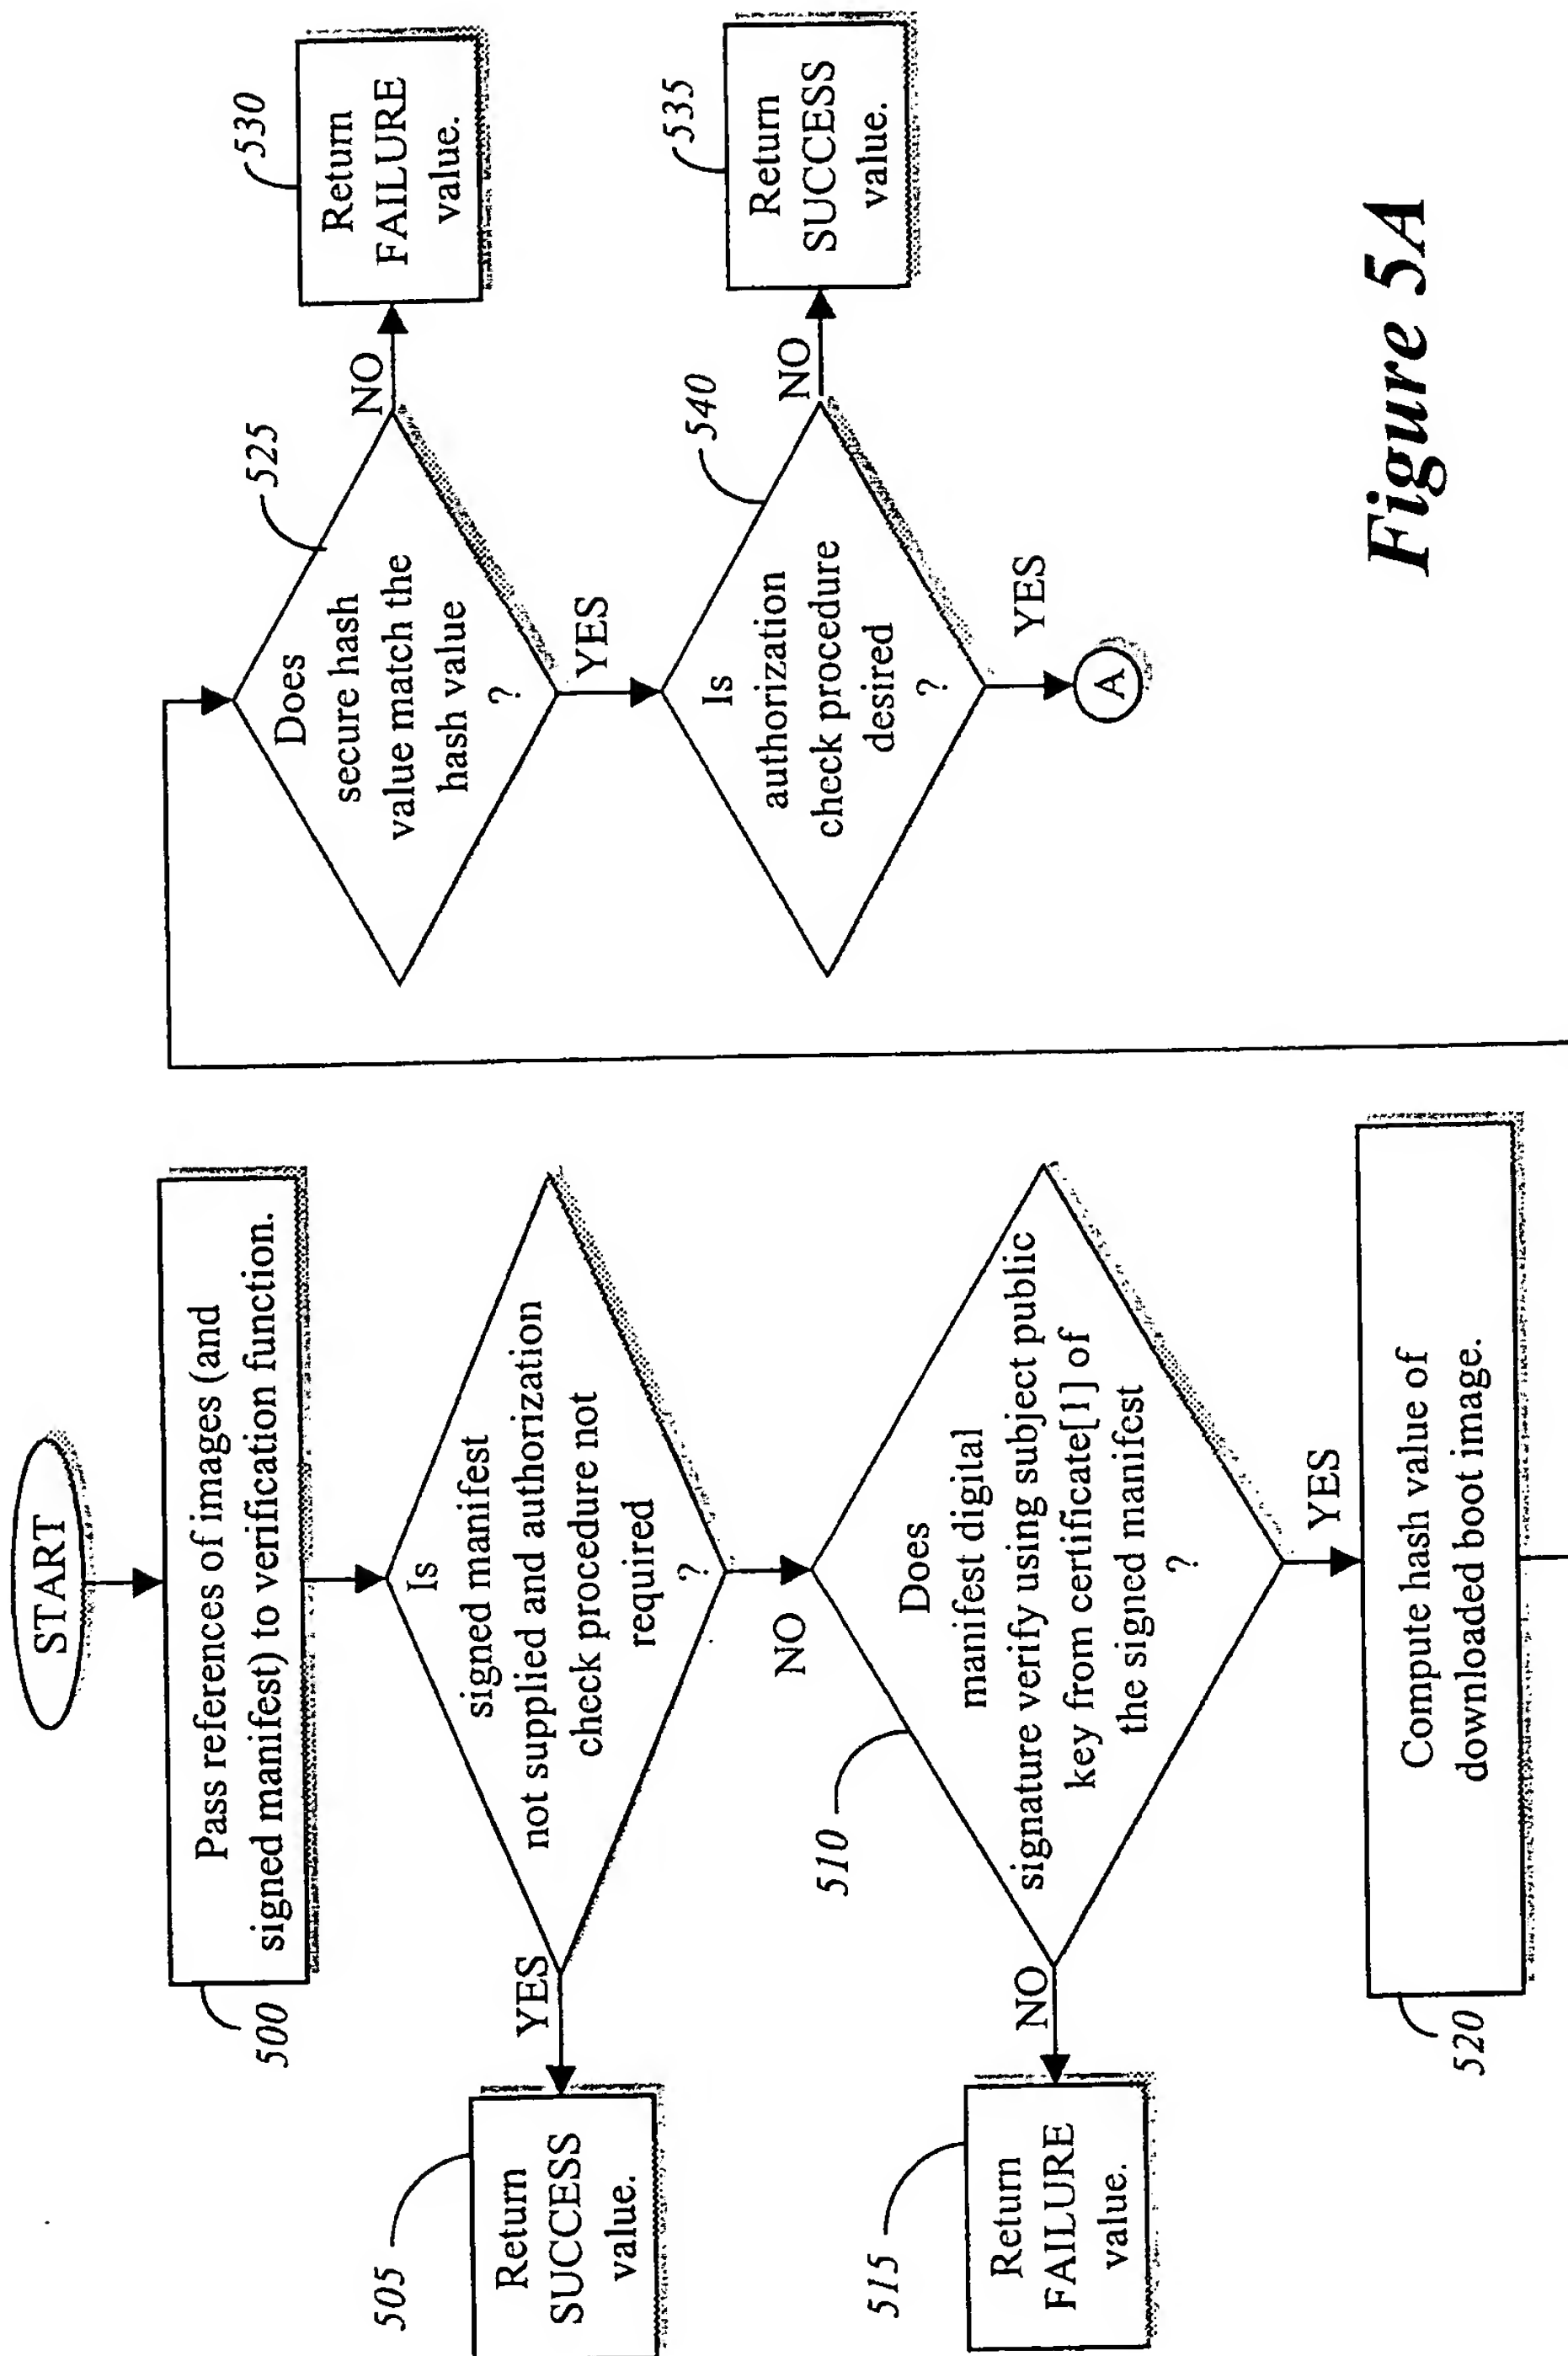 START
Pass references of images (and
signed manifest) to verification function.
500
Is
signed manifest
not supplied and authorization
check procedure not
required
?
YES
Return
SUCCESS
value.
505
NO
Does
manifest digital
signature verify using subject public
key from certificate[1] of
the signed manifest
?
510
NO
Return
FAILURE
value.
515
YES
Compute hash value of
downloaded boot image.
520
Does
secure hash
value match the
hash value
?
525
NO
Return
FAILURE
value.
530
YES
Is
authorization
check procedure
desired
?
540
NO
Return
SUCCESS
value.
535
YES
A
Figure 5A